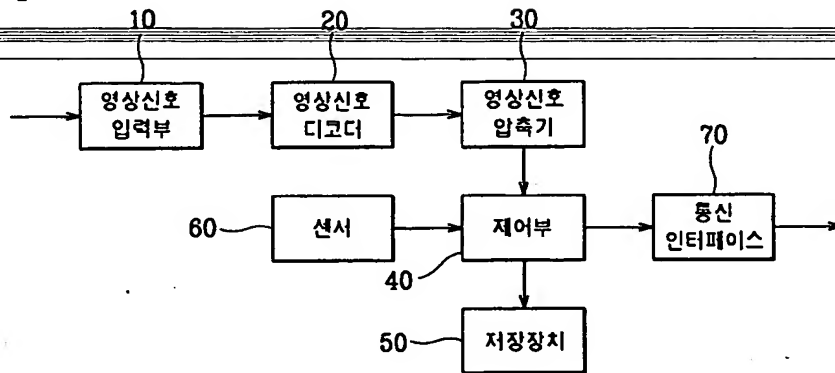 10
20
30
영상신호
입력부
영상신호
디코더
영상신호
압축기
70
60
센서
제어부
통신
인터페이스
40
50
저장장치